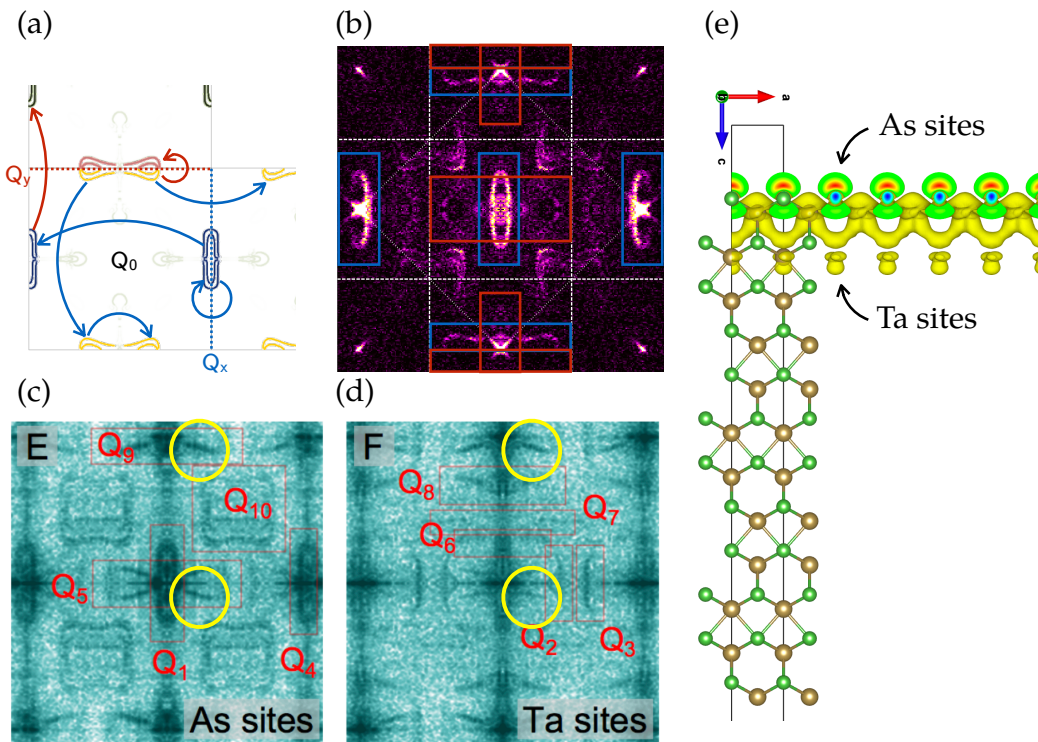 (a)
Qy
Q0
Qx
(b)
(c)
E
Q9
Q10
Q5
Q1
Q4
As sites
(d)
F
Q8
Q7
Q6
Q2
Q3
Ta sites
(e)
a
c
As sites
Ta sites